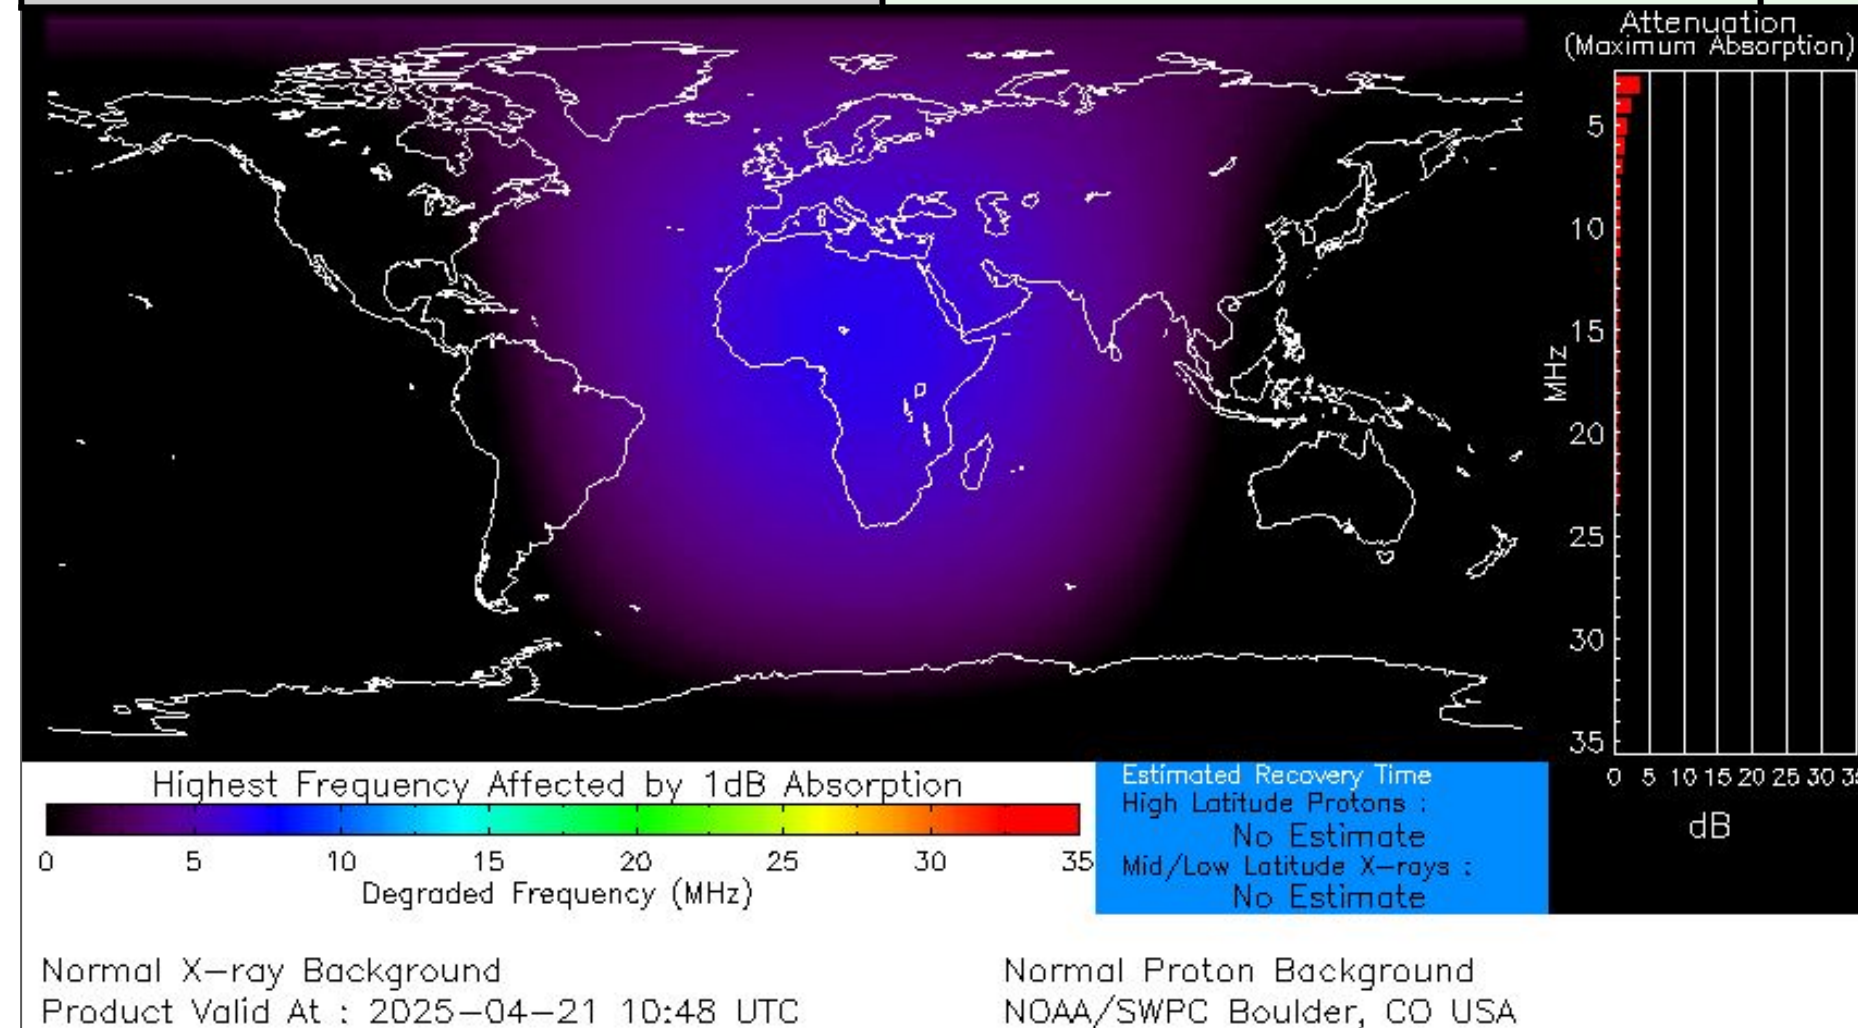 Attenuation
(Maximum Absorption)
5
10
15
20
25
30
35
MHz
0 5 10 15 20 25 30
dB
Highest Frequency Affected by 1dB Absorption
0 5 10 15 20 25 30 35
Degraded Frequency (MHz)
Estimated Recovery Time
High Latitude Protons :
No Estimate
Mid/Low Latitude X-rays :
No Estimate
Normal X-ray Background
Product Valid At : 2025-04-21 10:48 UTC
Normal Proton Background
NOAA/SWPC Boulder, CO USA